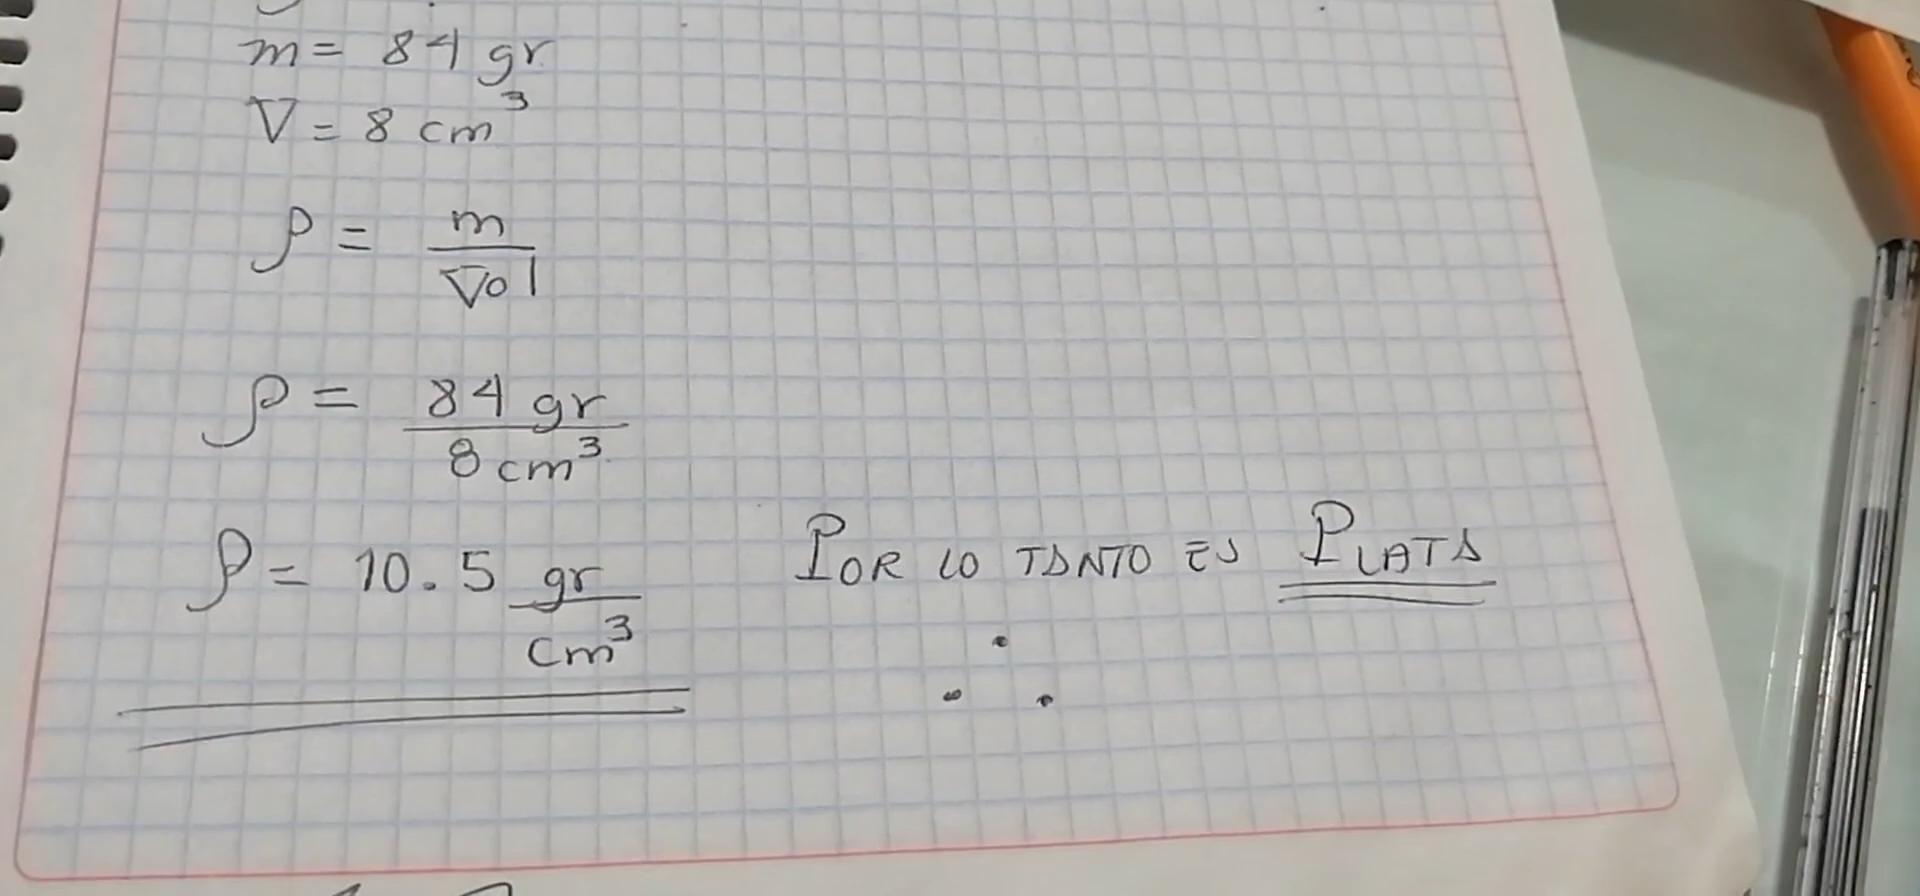 m = 84 gr
V = 8 cm³
ρ = m / Vol
ρ = 84 gr / 8 cm³
ρ = 10.5 gr / cm³ POR LO TANTO ES PLATA
∴